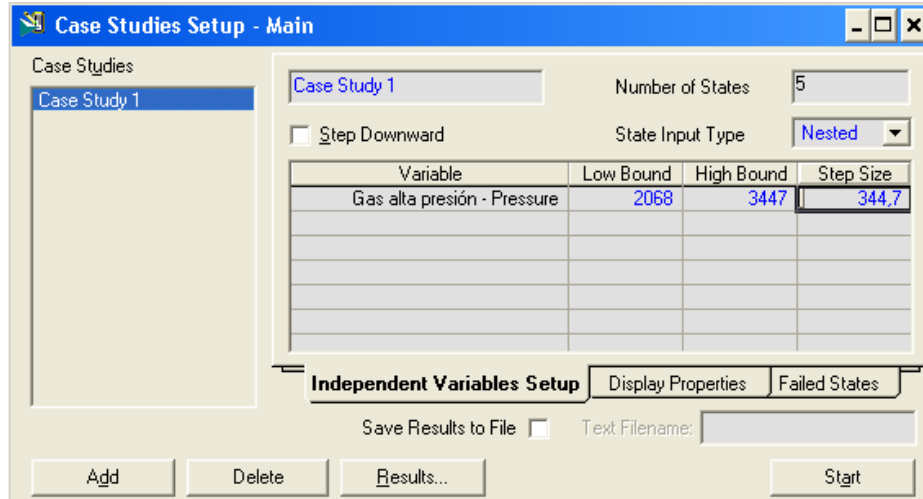 Case Studies Setup - Main
Case Studies
Case Study 1
Case Study 1
Number of States 5
Step Downward
State Input Type Nested
Variable Low Bound High Bound Step Size
Gas alta presión - Pressure 2068 3447 344,7
Independent Variables Setup Display Properties Failed States
Save Results to File Text Filename:
Add Delete Results... Start